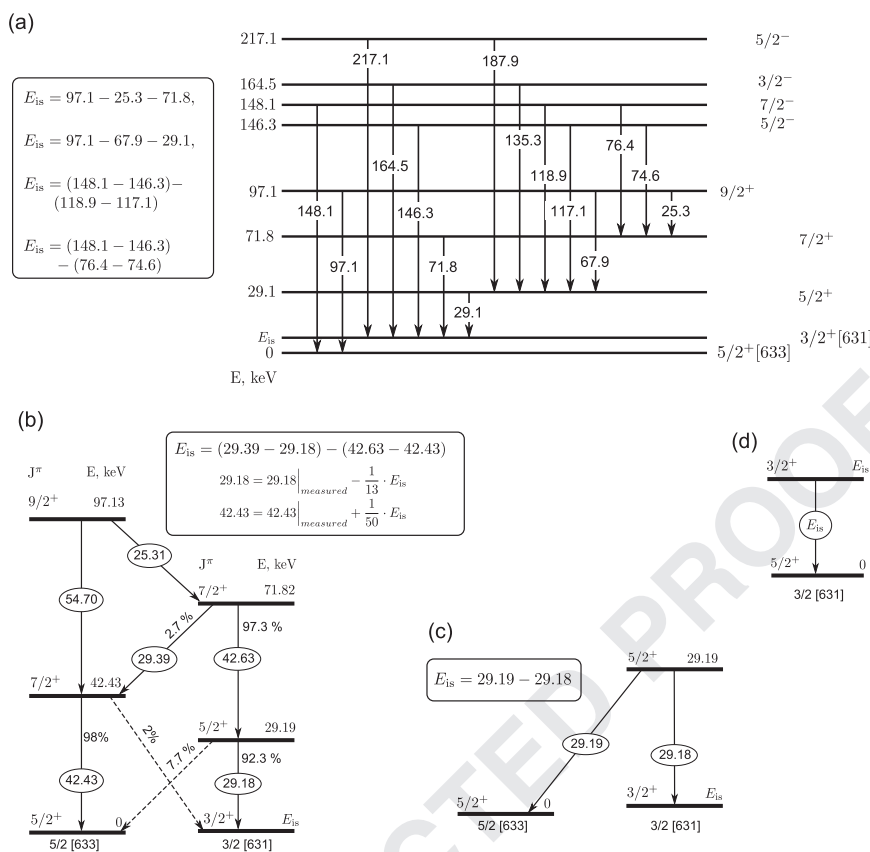 (a)
217.1 5/2⁻
217.1 187.9
164.5 3/2⁻
148.1 7/2⁻
146.3 5/2⁻
135.3 76.4
164.5 118.9 74.6
97.1 9/2⁺
148.1 146.3 117.1 25.3
71.8 7/2⁺
97.1 71.8 67.9
29.1 5/2⁺
29.1
E_is 3/2⁺[631]
0 5/2⁺[633]
E, keV
E_is = 97.1 − 25.3 − 71.8,
E_is = 97.1 − 67.9 − 29.1,
E_is = (148.1 − 146.3)−
(118.9 − 117.1)
E_is = (148.1 − 146.3)
− (76.4 − 74.6)
(b)
E_is = (29.39 − 29.18) − (42.63 − 42.43)
29.18 = 29.18|_measured − 1/13 · E_is
42.43 = 42.43|_measured + 1/50 · E_is
J^π E, keV
9/2⁺ 97.13
25.31
J^π E, keV
7/2⁺ 71.82
54.70
2.7 % 97.3 %
29.39 42.63
7/2⁺ 42.43
5/2⁺ 29.19
98% 2% 7.7 % 92.3 %
42.43 29.18
5/2⁺ 0 3/2⁺ E_is
5/2 [633] 3/2 [631]
(c)
E_is = 29.19 − 29.18
5/2⁺ 29.19
29.19 29.18
5/2⁺ 0 3/2⁺ E_is
5/2 [633] 3/2 [631]
(d)
3/2⁺ E_is
E_is
5/2⁺ 0
3/2 [631]
CTED PROOF